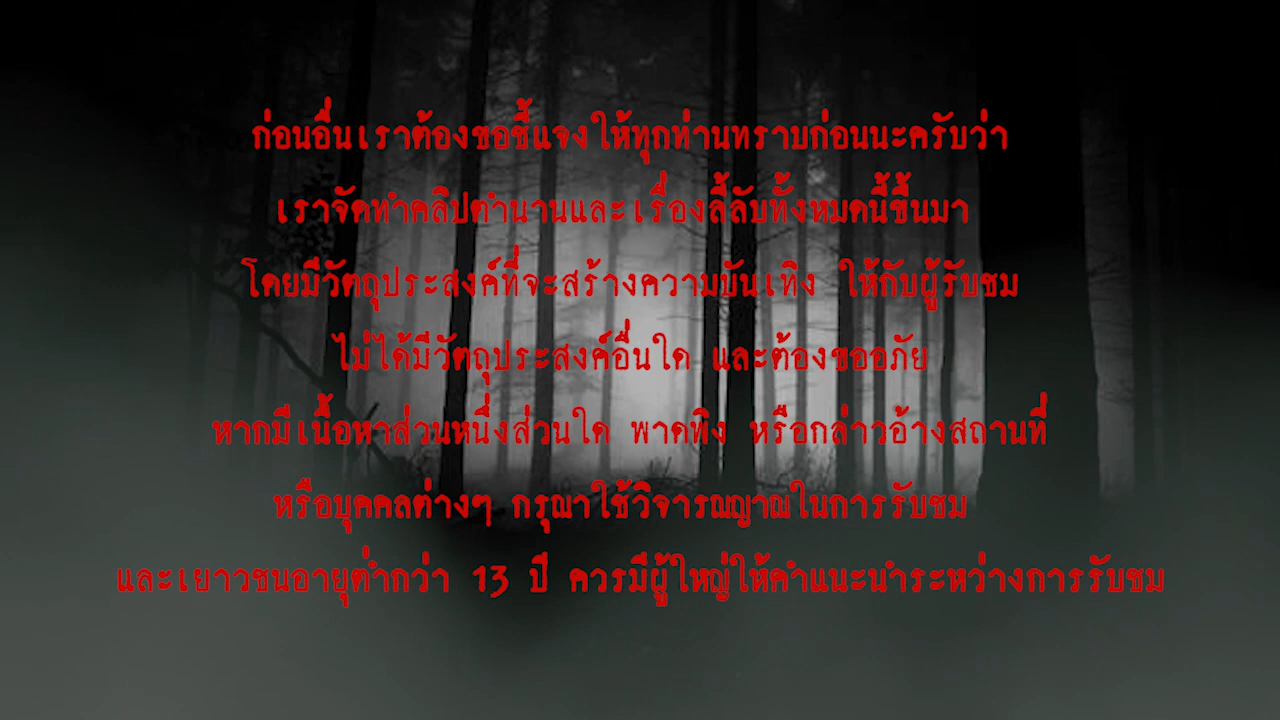 ก่อนอื่นเราต้องขอชี้แจงให้ทุกท่านทราบก่อนนะครับว่า
เราจัดทำคลิปตำนานและเรื่องลี้ลับทั้งหมดนี้ขึ้นมา
โดยมีวัตถุประสงค์ที่จะสร้างความบันเทิง ให้กับผู้รับชม
ไม่ได้มีวัตถุประสงค์อื่นใด และต้องขออภัย
หากมีเนื้อหาส่วนหนึ่งส่วนใด พาดพิง หรือกล่าวอ้างสถานที่
หรือบุคคลต่างๆ กรุณาใช้วิจารณญาณในการรับชม
และเยาวชนอายุต่ำกว่า 13 ปี ควรมีผู้ใหญ่ให้คำแนะนำระหว่างการรับชม